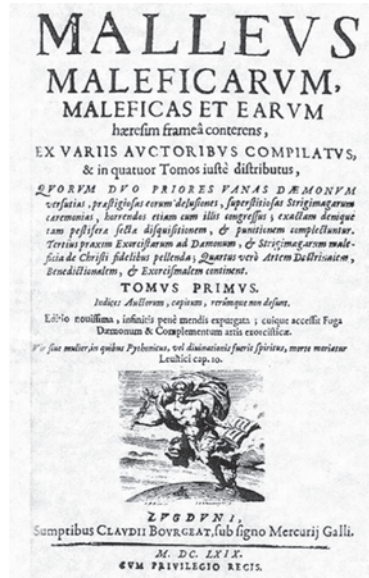 MALLEVS
MALEFICARVM,
MALEFICAS ET EARVM
hæresim frameâ conterens,
EX VARIIS AVCTORIBVS COMPILATVS,
& in quatuor Tomos iustè distributus,
QVORVM DVO PRIORES VANAS DÆMONVM
versutias, præstigiosas eorum delusiones, superstitiosas Strigimagarum
cæremonias, horrendos etiam cum illis congressus; exactam denique
tam pestiferæ sectæ disquisitionem, & punitionem complectuntur.
Tertius praxim Exorcistarum ad Dæmonum, & Strigimagarum male-
ficia de Christi fidelibus pellenda; Quartus verò Artem Doctrinalem,
Benedictionalem, & Exorcismalem continent.
TOMVS PRIMVS.
Indices Auctorum, capitum, rerúmque non desunt.
Editio nouissima, infinitis penè mendis expurgata; cuique accessit Fuga
Dæmonum & Complementum artis exorcisticæ.
Vir siue mulier, in quibus Pythonicus, vel diuinationis fuerit spiritus, morte moriatur
Leuitici cap. 10.
LVGDVNI,
Sumptibus CLAVDII BOVRGEAT, sub signo Mercurij Galli.
M. DC. LXIX.
CVM PRIVILEGIO REGIS.